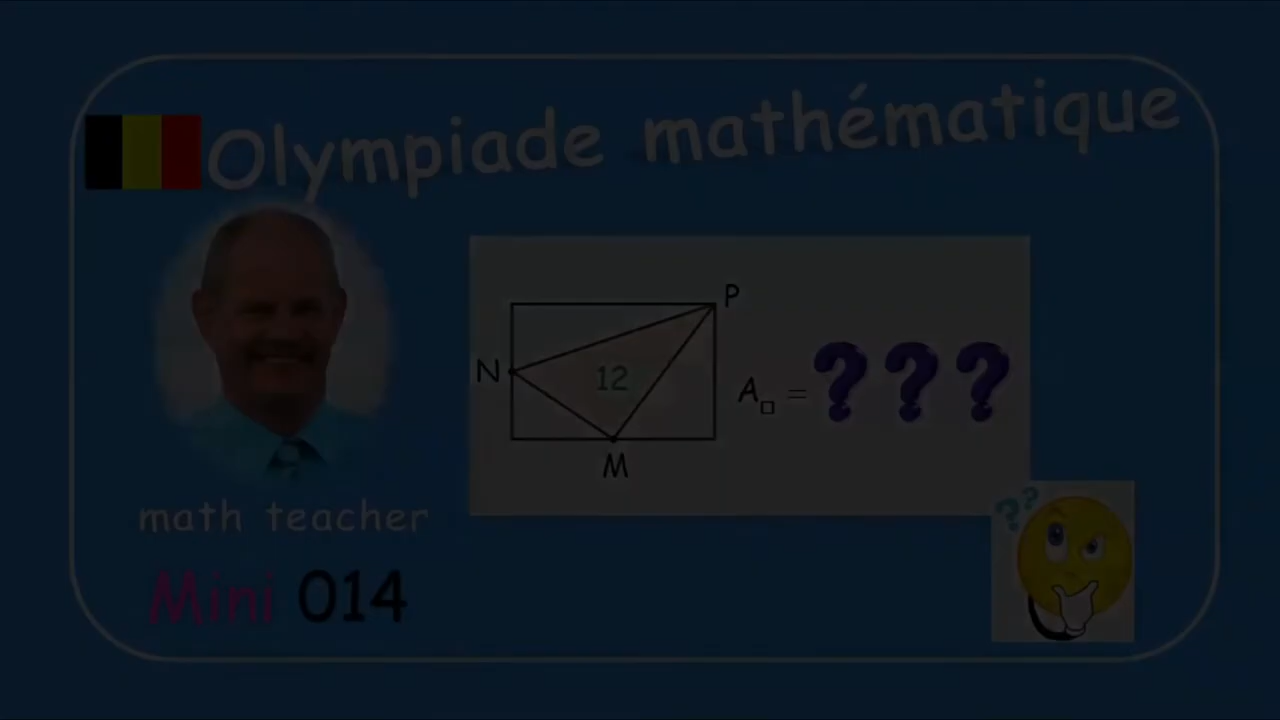 Olympiade mathématique
P
N
12
A□ = ? ? ?
M
math teacher
??
Mini 014